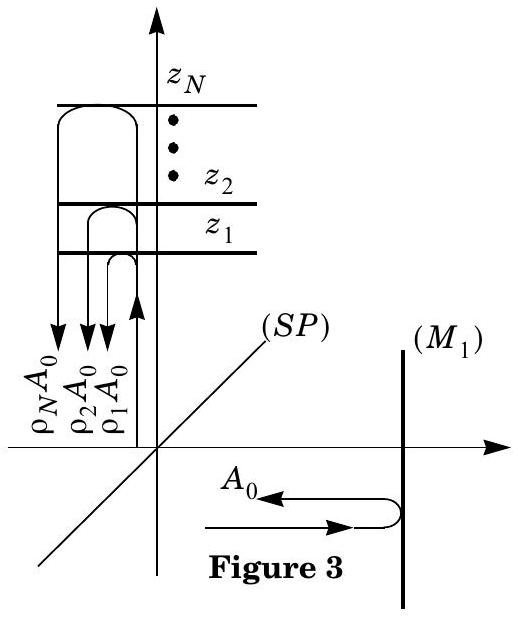 z_N
z_2
z_1
(SP)
(M_1)
ρ_N A_0
ρ_2 A_0
ρ_1 A_0
A_0
Figure 3